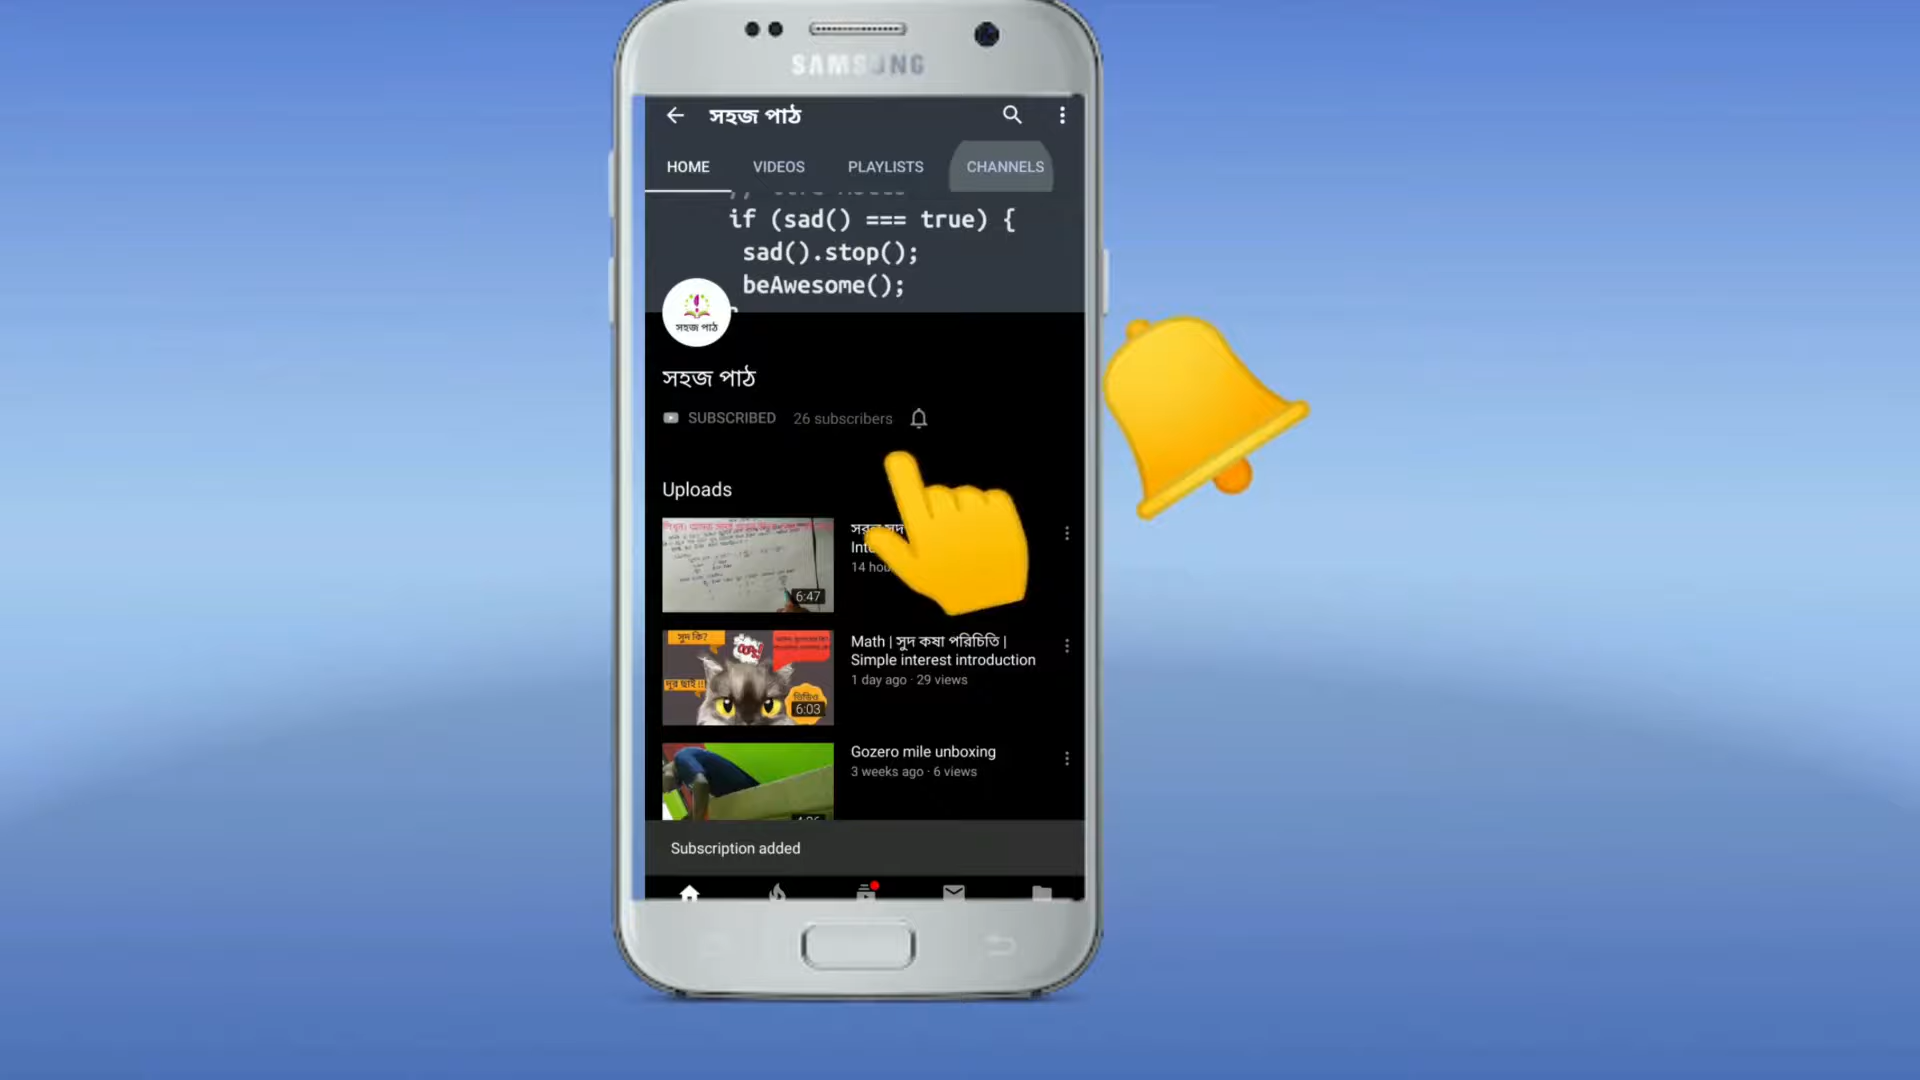 SAMSUNG
সহজ পাঠ
HOME VIDEOS PLAYLISTS CHANNELS
if (sad() === true) {
sad().stop();
beAwesome();
সহজ পাঠ
সহজ পাঠ
SUBSCRIBED 26 subscribers
Uploads
6:47
14
সুদ কি?
6:03
Math | সুদ কষা পরিচিতি |
Simple interest introduction
1 day ago · 29 views
Gozero mile unboxing
3 weeks ago · 6 views
Subscription added